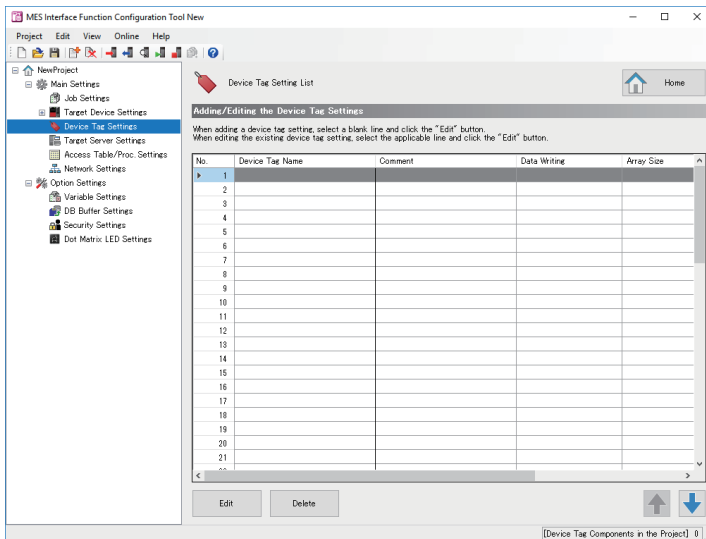 MES Interface Function Configuration Tool New
Project Edit View Online Help
NewProject
Main Settings
Job Settings
Target Device Settings
Device Tag Settings
Target Server Settings
Access Table/Proc. Settings
Network Settings
Option Settings
Variable Settings
DB Buffer Settings
Security Settings
Dot Matrix LED Settings
Device Tag Setting List
Home
Adding/Editing the Device Tag Settings
When adding a device tag setting, select a blank line and click the "Edit" button.
When editing the existing device tag setting, select the applicable line and click the "Edit" button.
No. Device Tag Name Comment Data Writing Array Size
1
2
3
4
5
6
7
8
9
10
11
12
13
14
15
16
17
18
19
20
21
Edit Delete
[Device Tag Components in the Project] 0